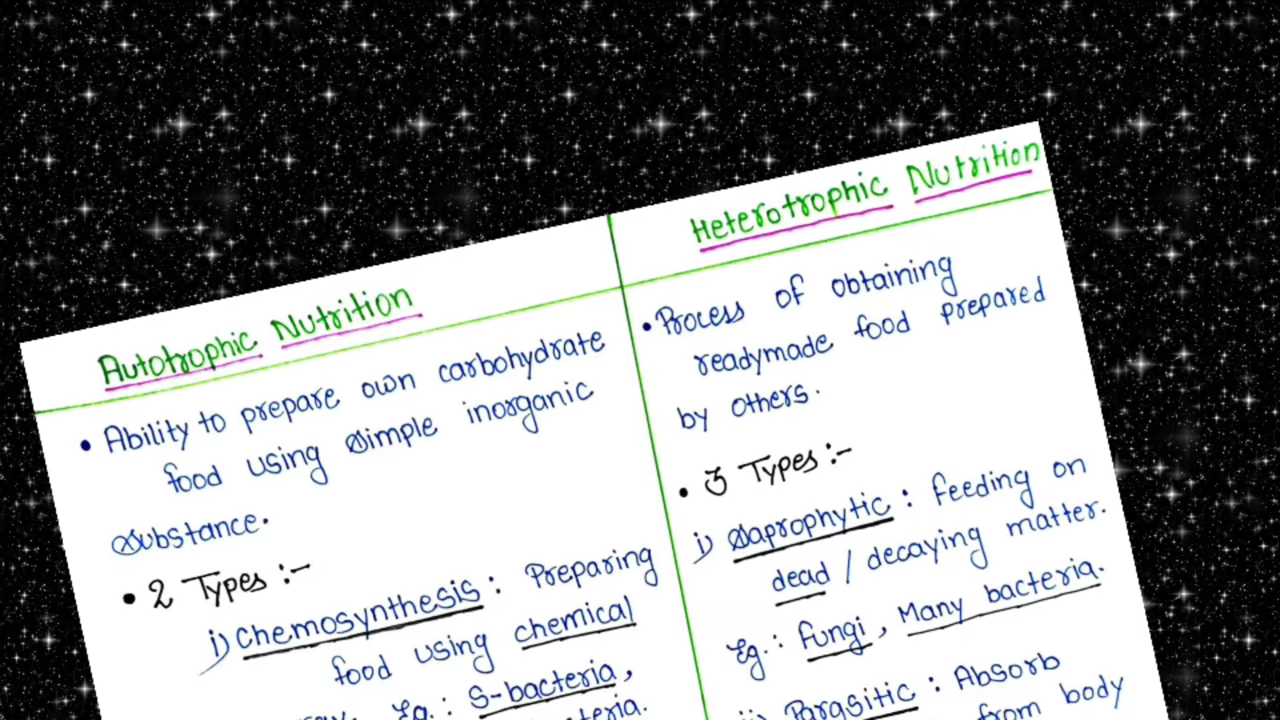 Autotrophic Nutrition
• Ability to prepare own carbohydrate
food using simple inorganic
substance.
• 2 Types :-
i) Chemosynthesis : Preparing
food using chemical
Eg.: S-bacteria,
Heterotrophic Nutrition
• Process of obtaining
readymade food prepared
by others.
• 3 Types :-
i) Saprophytic : Feeding on
dead / decaying matter.
Eg.: Fungi, Many bacteria.
ii) Parasitic : Absorb
from body